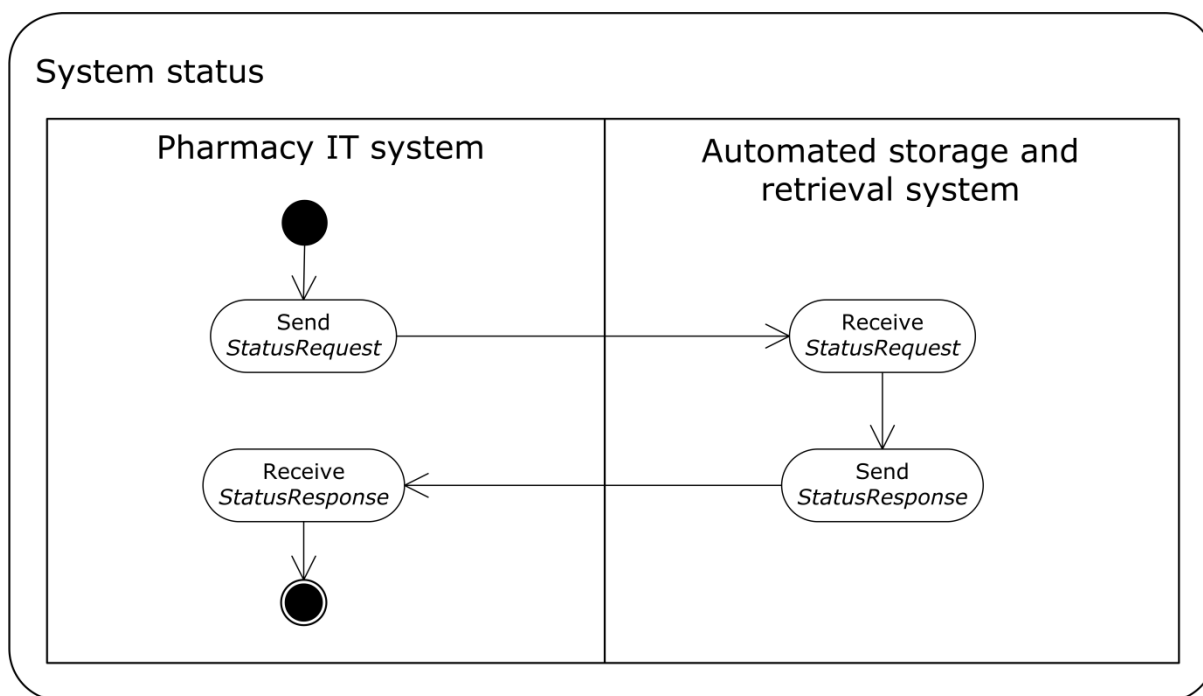 System status
Pharmacy IT system
Automated storage and
retrieval system
Send
StatusRequest
Receive
StatusRequest
Receive
StatusResponse
Send
StatusResponse